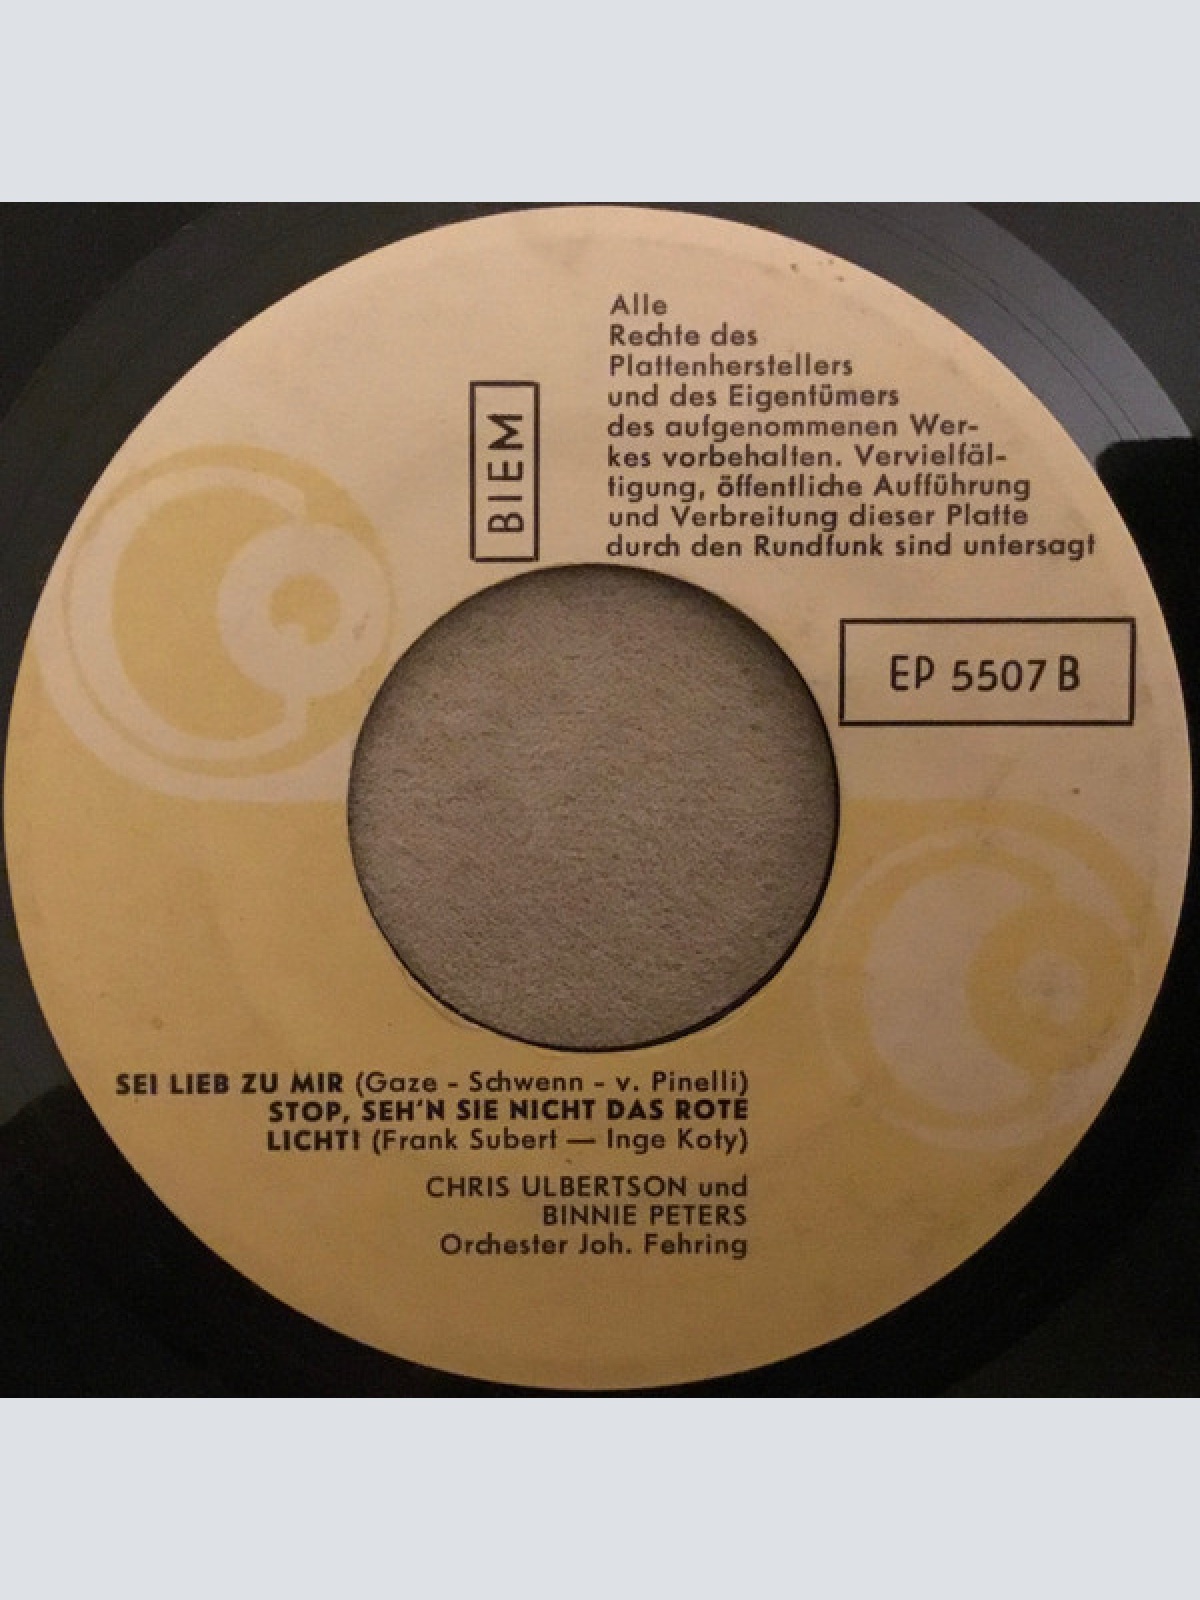 Alle
Rechte des
Plattenherstellers
und des Eigentümers
des aufgenommenen Wer-
kes vorbehalten. Vervielfäl-
tigung, öffentliche Aufführung
und Verbreitung dieser Platte
durch den Rundfunk sind untersagt
BIEM
EP 5507 B
SEI LIEB ZU MIR (Gaze - Schwenn - v. Pinelli)
STOP, SEH'N SIE NICHT DAS ROTE
LICHT! (Frank Subert — Inge Koty)
CHRIS ULBERTSON und
BINNIE PETERS
Orchester Joh. Fehring